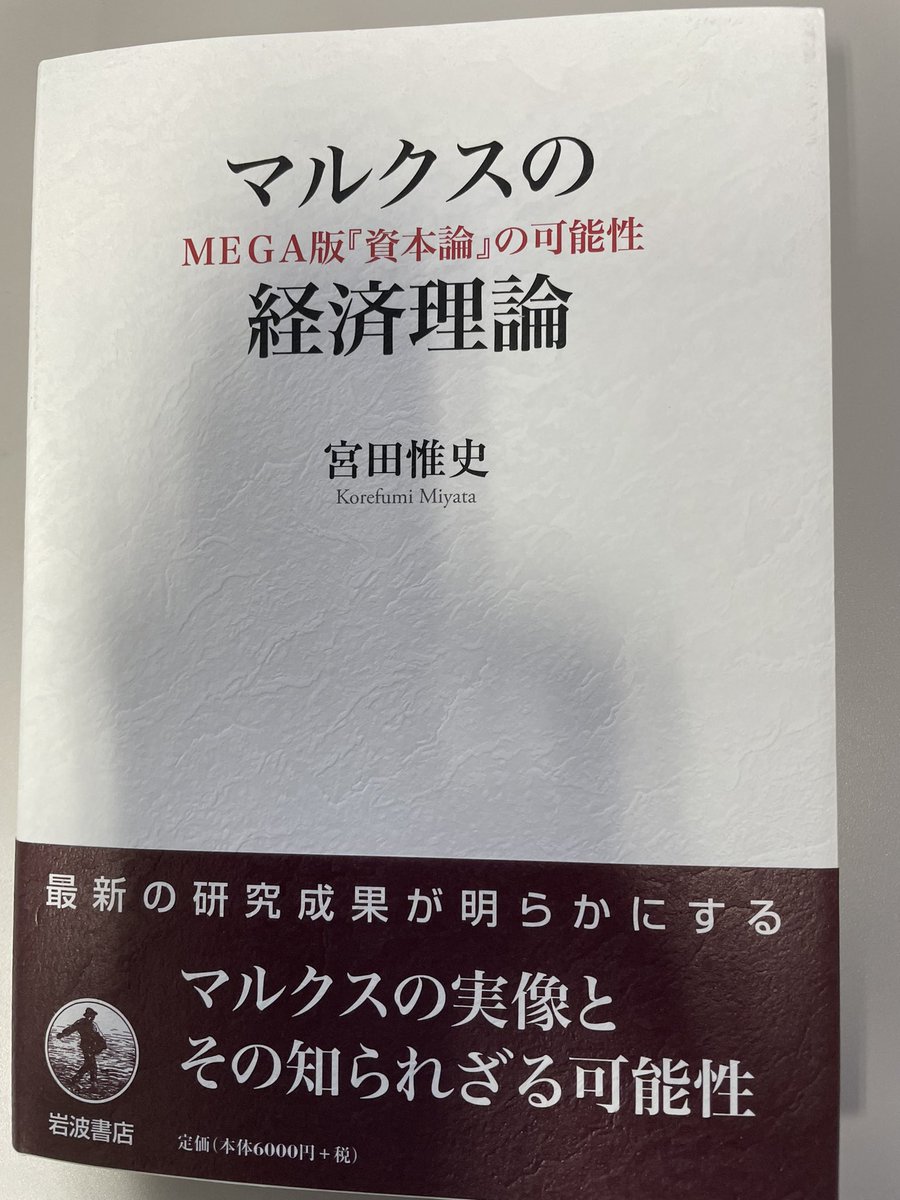 マルクスの
MEGA版『資本論』の可能性
経済理論
宮田惟史
Korefumi Miyata
最新の研究成果が明らかにする
マルクスの実像と
その知られざる可能性
岩波書店
定価(本体6000円+税)